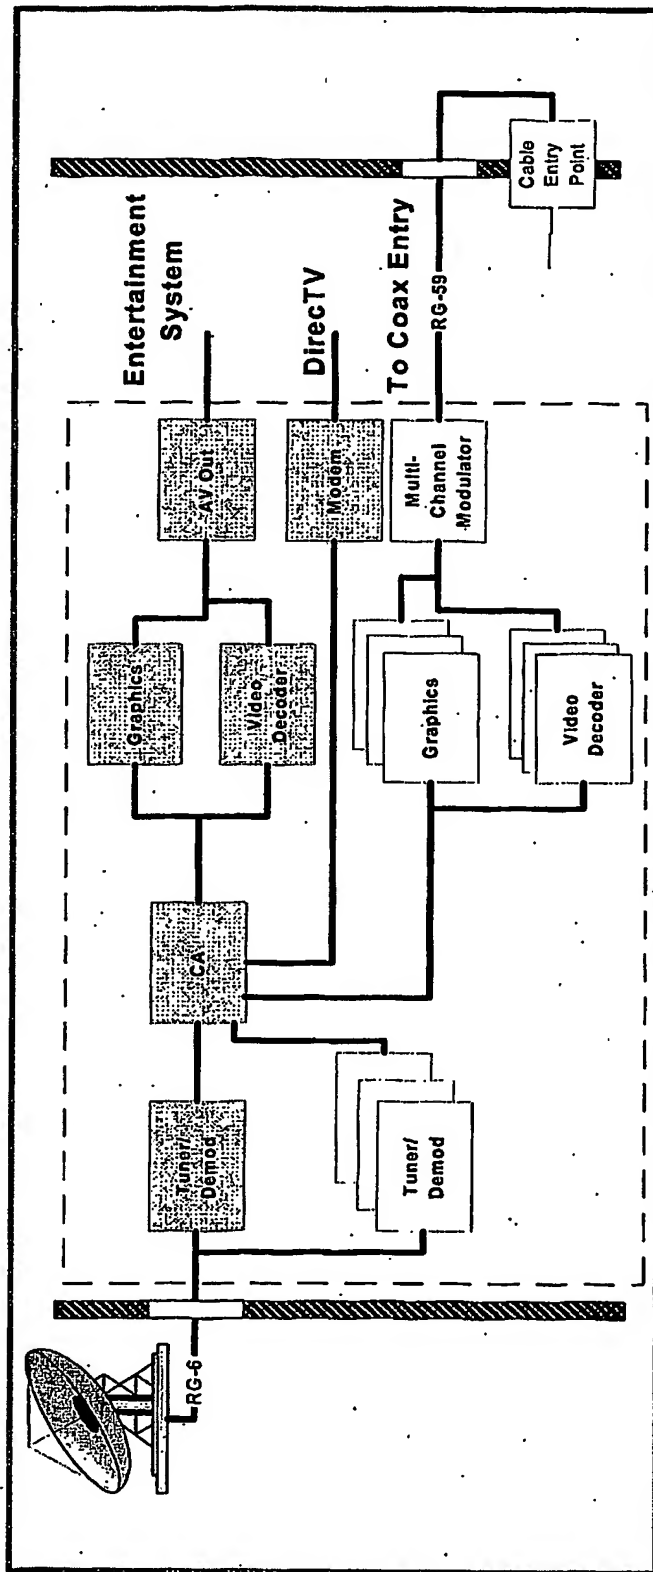 RG-6
Tuner/
Demod
Tuner/
Demod
CA
Graphics
Video
Decoder
Graphics
Video
Decoder
AV Out
Modem
Multi-
Channel
Modulator
Entertainment
System
DirecTV
To Coax Entry
RG-59
Cable
Entry
Point